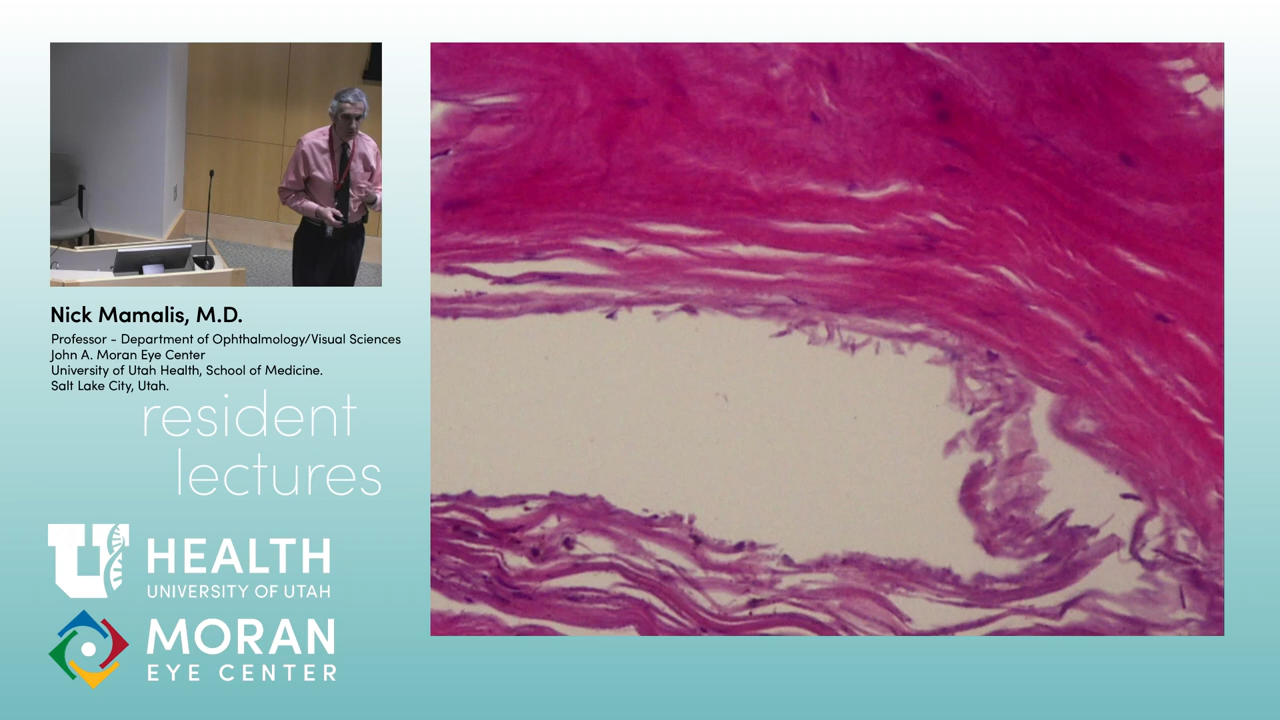 Nick Mamalis, M.D.
Professor - Department of Ophthalmology/Visual Sciences
John A. Moran Eye Center
University of Utah Health, School of Medicine.
Salt Lake City, Utah.
resident
lectures
U HEALTH
UNIVERSITY OF UTAH
MORAN
EYE CENTER